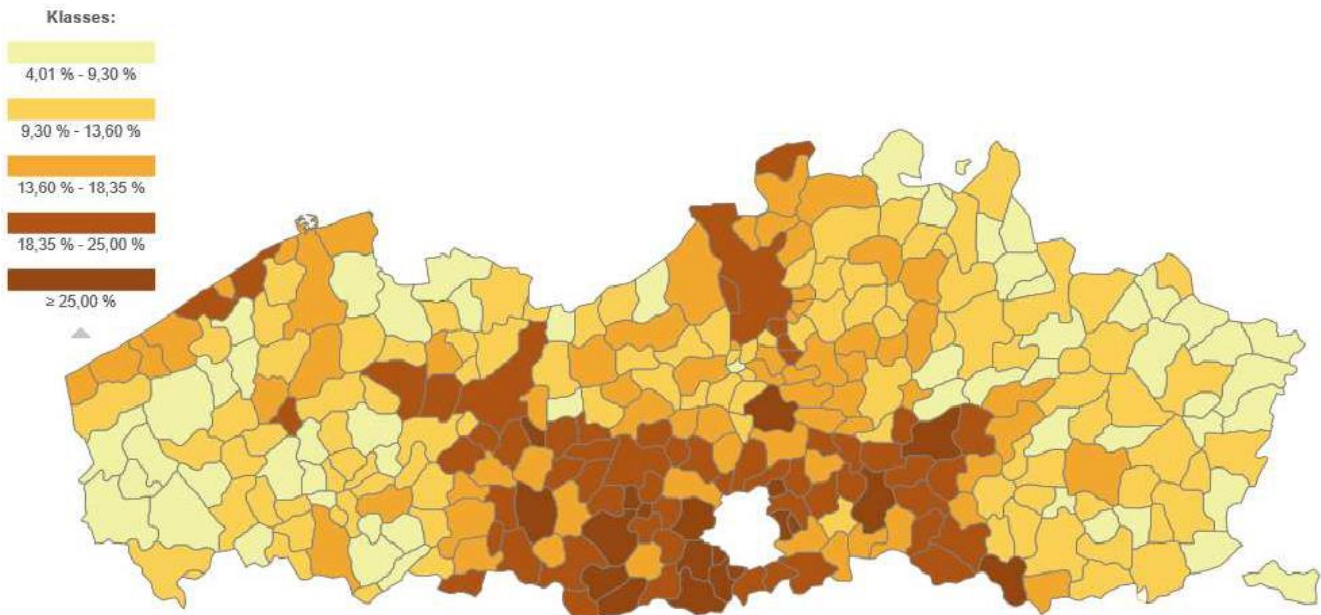 Klasses:
4,01 % - 9,30 %
9,30 % - 13,60 %
13,60 % - 18,35 %
18,35 % - 25,00 %
≥ 25,00 %